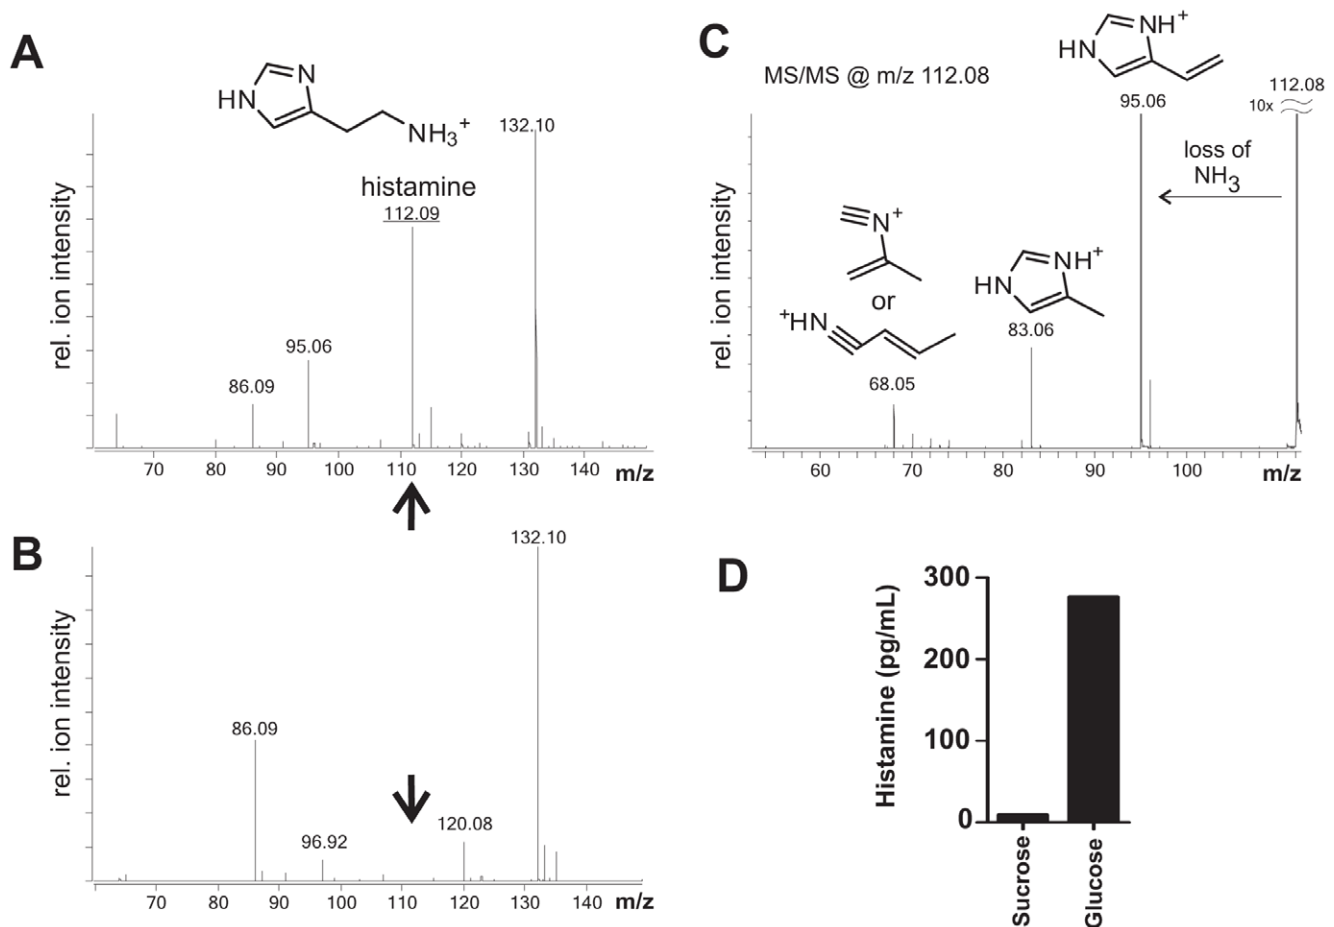 A
N
HN
NH3+
histamine
112.09
132.10
95.06
86.09
rel. ion intensity
70 80 90 100 110 120 130 140 m/z
B
132.10
86.09
96.92
120.08
rel. ion intensity
70 80 90 100 110 120 130 140 m/z
C
MS/MS @ m/z 112.08
NH+
HN
95.06
112.08
10x
loss of
NH3
N+
or
+HN
68.05
NH+
HN
83.06
rel. ion intensity
60 70 80 90 100 m/z
D
Histamine (pg/mL)
300
200
100
0
Sucrose
Glucose